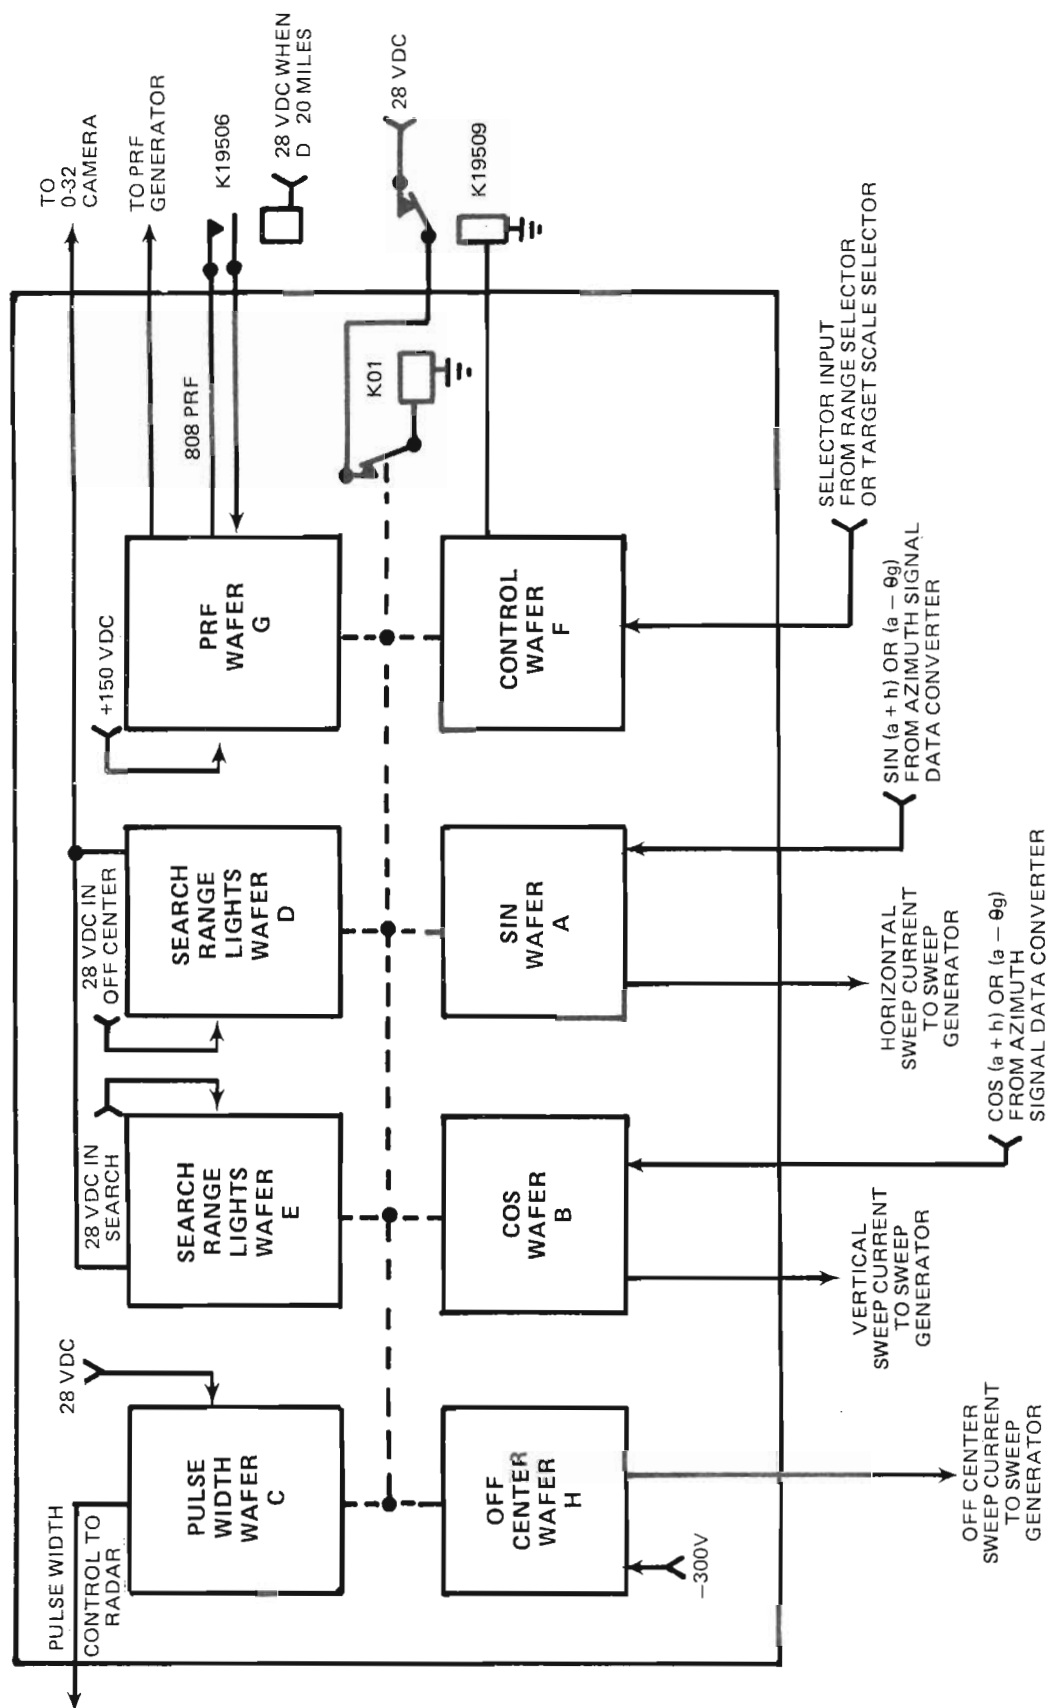 PULSE WIDTH
CONTROL TO
RADAR
28 VDC
28 VDC IN
SEARCH
28 VDC IN
OFF CENTER
+150 VDC
808 PRF
TO
0-32
CAMERA
TO PRF
GENERATOR
K19506
28 VDC WHEN
D 20 MILES
28 VDC
K19509
K01
PULSE
WIDTH
WAFER
C
SEARCH
RANGE
LIGHTS
WAFER
E
SEARCH
RANGE
LIGHTS
WAFER
D
PRF
WAFER
G
OFF
CENTER
WAFER
H
COS
WAFER
B
SIN
WAFER
A
CONTROL
WAFER
F
−300V
OFF CENTER
SWEEP CURRENT
TO SWEEP
GENERATOR
VERTICAL
SWEEP CURRENT
TO SWEEP
GENERATOR
COS (a + h) OR (a − θg)
FROM AZIMUTH
SIGNAL DATA CONVERTER
HORIZONTAL
SWEEP CURRENT
TO SWEEP
GENERATOR
SIN (a + h) OR (a − θg)
FROM AZIMUTH SIGNAL
DATA CONVERTER
SELECTOR INPUT
FROM RANGE SELECTOR
OR TARGET SCALE SELECTOR